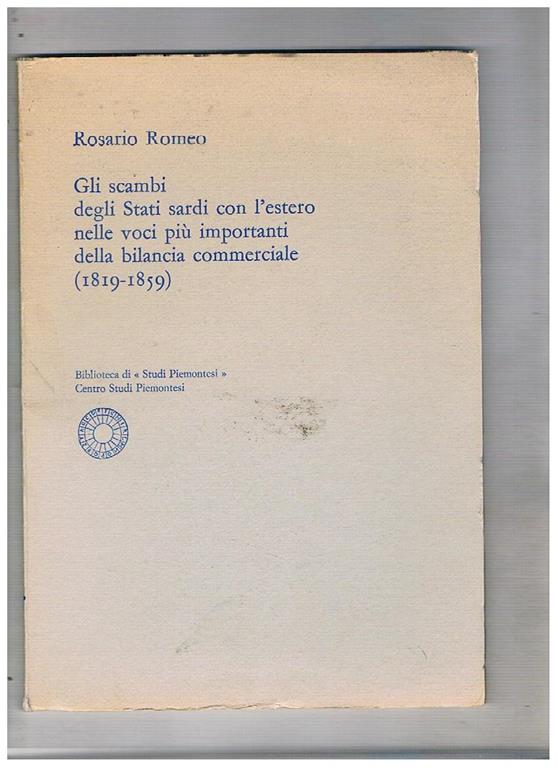 Rosario Romeo
Gli scambi
degli Stati sardi con l'estero
nelle voci più importanti
della bilancia commerciale
(1819-1859)
Biblioteca di « Studi Piemontesi »
Centro Studi Piemontesi